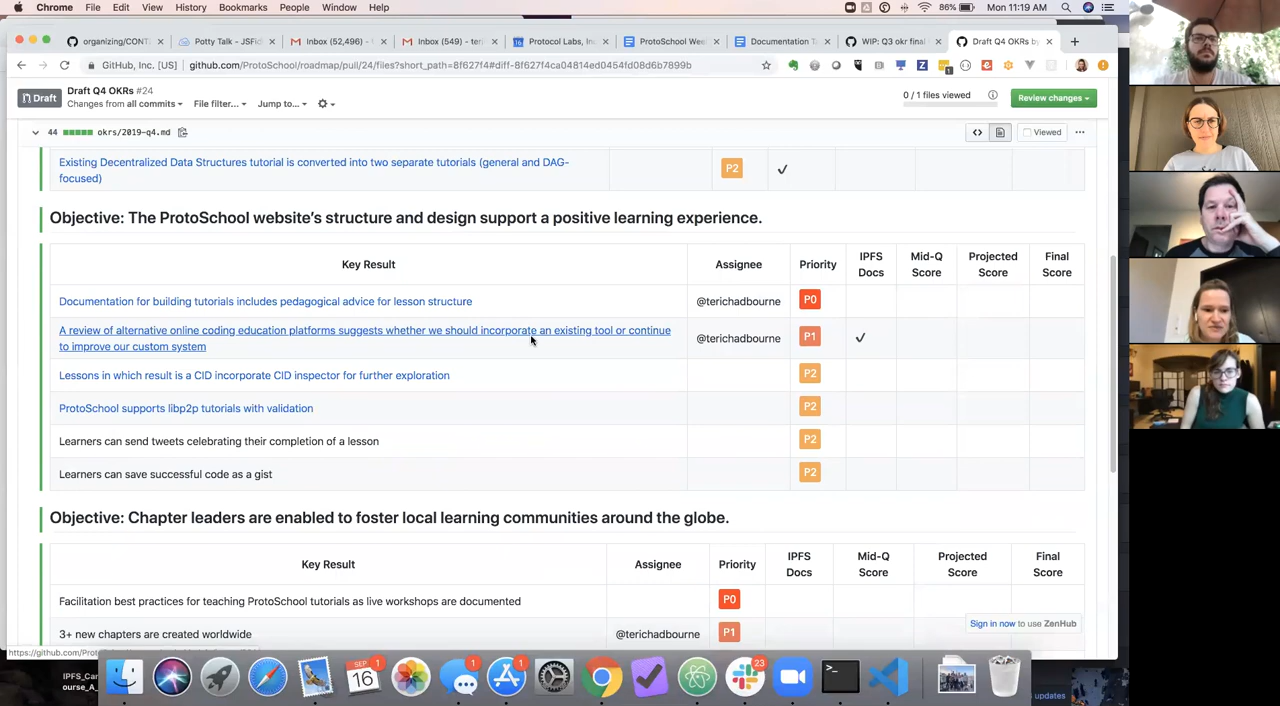 Chrome File Edit View History Bookmarks People Window Help 86% Mon 11:19 AM
organizing/CONT
Inbox (52,449)
ProtoSchool Wee
Documentation T
WIP: Q3 okr final
Draft Q4 OKRs by
GitHub, Inc. [US] github.com/ProtoSchool/roadmap/pull/24/files?short_path=
Draft
Draft Q4 OKRs #24
Changes from all commits File filter... Jump to...
0 / 1 files viewed
Review changes
44 okrs/2019-q4.md
Viewed
Existing Decentralized Data Structures tutorial is converted into two separate tutorials (general and DAG-
focused)
P2 ✓
Objective: The ProtoSchool website's structure and design support a positive learning experience.
Key Result Assignee Priority IPFS Docs Mid-Q Score Projected Score Final Score
Documentation for building tutorials includes pedagogical advice for lesson structure @terichadbourne P0
A review of alternative online coding education platforms suggests whether we should incorporate an existing tool or continue
to improve our custom system
@terichadbourne P1 ✓
Lessons in which result is a CID incorporate CID inspector for further exploration P2
ProtoSchool supports libp2p tutorials with validation P2
Learners can send tweets celebrating their completion of a lesson P2
Learners can save successful code as a gist P2
Objective: Chapter leaders are enabled to foster local learning communities around the globe.
Key Result Assignee Priority IPFS Docs Mid-Q Score Projected Score Final Score
Facilitation best practices for teaching ProtoSchool tutorials as live workshops are documented P0
Sign in now to use ZenHub
3+ new chapters are created worldwide @terichadbourne P1
SEP
16
1
1
1
23
updates